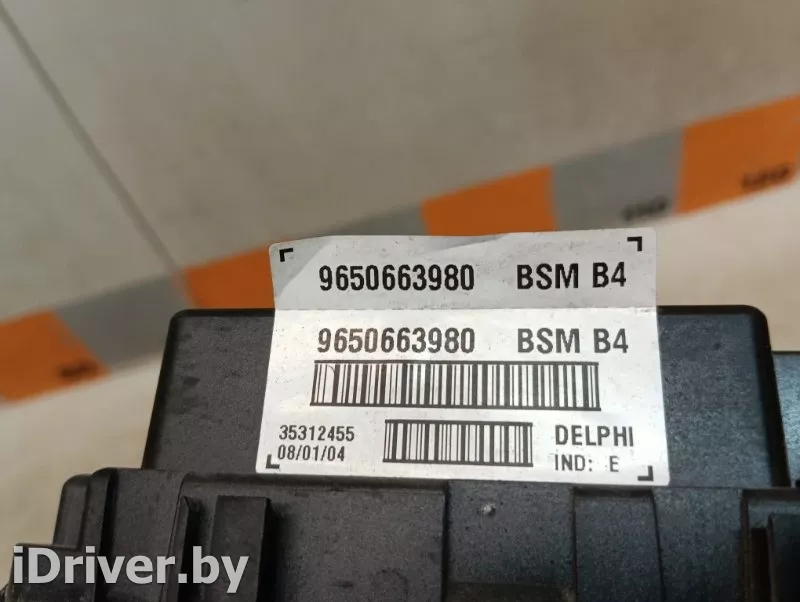 9650663980 BSM B4
9650663980 BSM B4
35312455 DELPHI
08/01/04 IND: E
iDriver.by